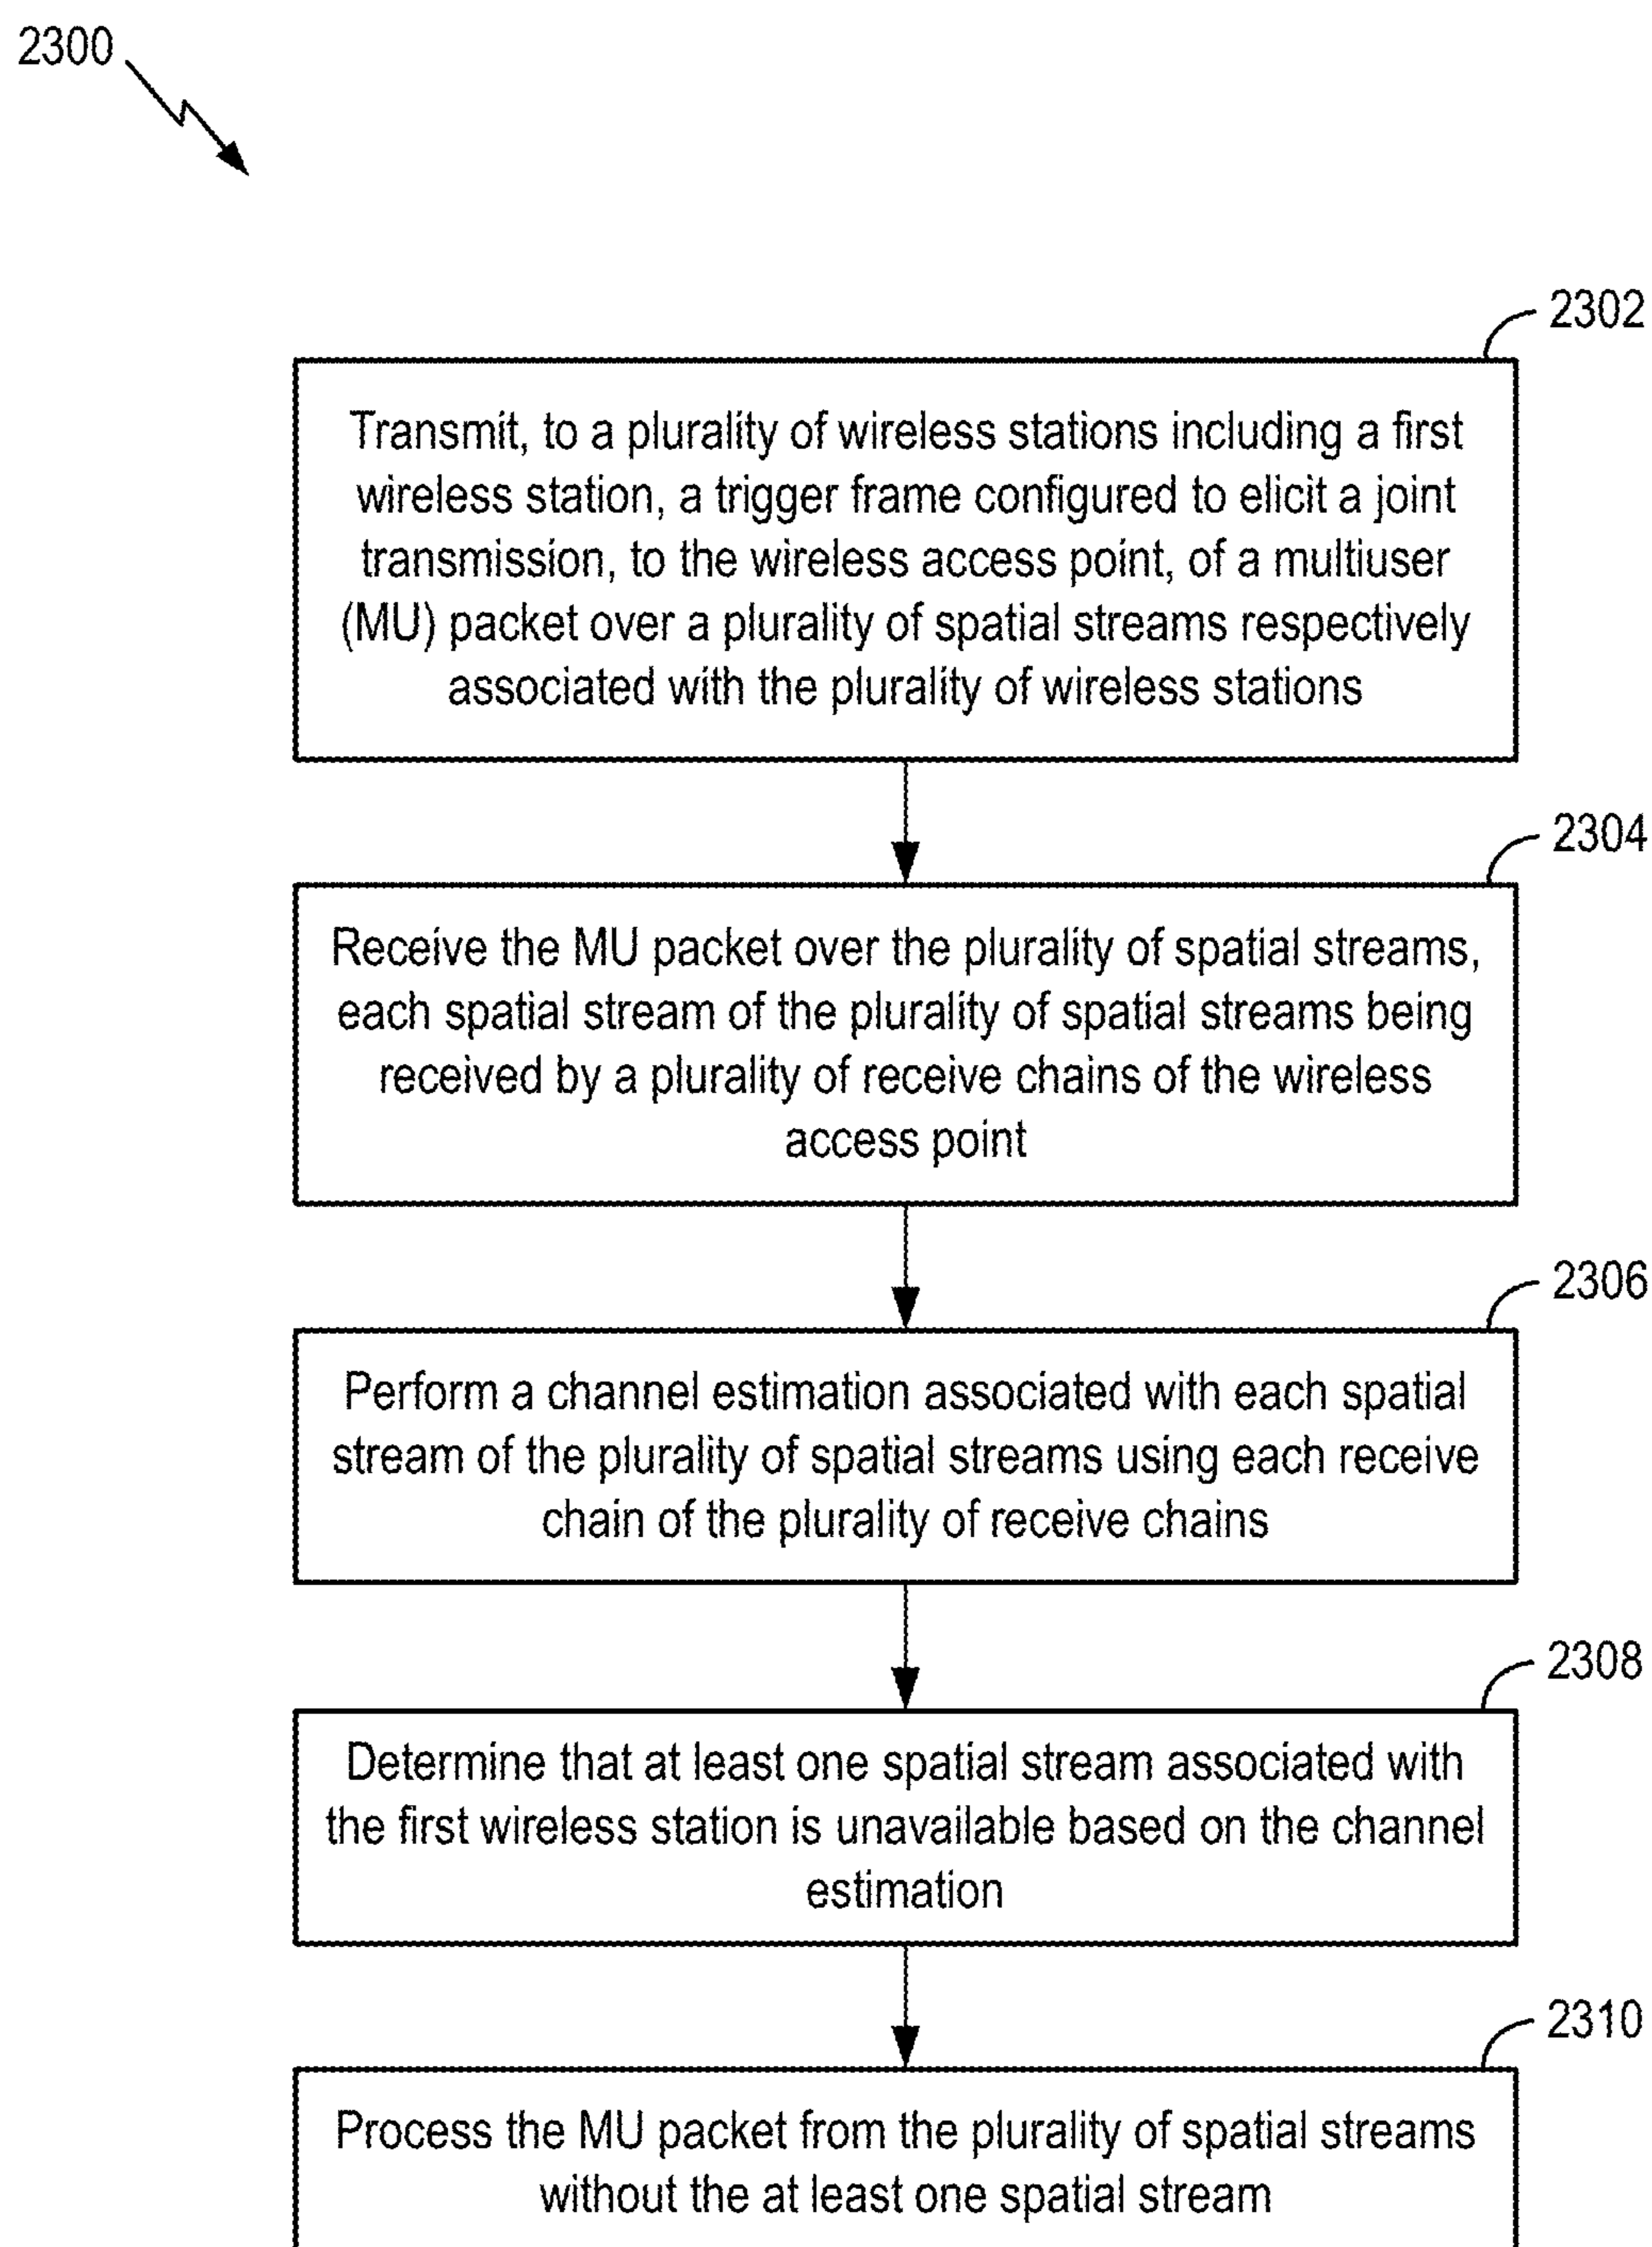 2300
2302
Transmit, to a plurality of wireless stations including a first
wireless station, a trigger frame configured to elicit a joint
transmission, to the wireless access point, of a multiuser
(MU) packet over a plurality of spatial streams respectively
associated with the plurality of wireless stations
2304
Receive the MU packet over the plurality of spatial streams,
each spatial stream of the plurality of spatial streams being
received by a plurality of receive chains of the wireless
access point
2306
Perform a channel estimation associated with each spatial
stream of the plurality of spatial streams using each receive
chain of the plurality of receive chains
2308
Determine that at least one spatial stream associated with
the first wireless station is unavailable based on the channel
estimation
2310
Process the MU packet from the plurality of spatial streams
without the at least one spatial stream